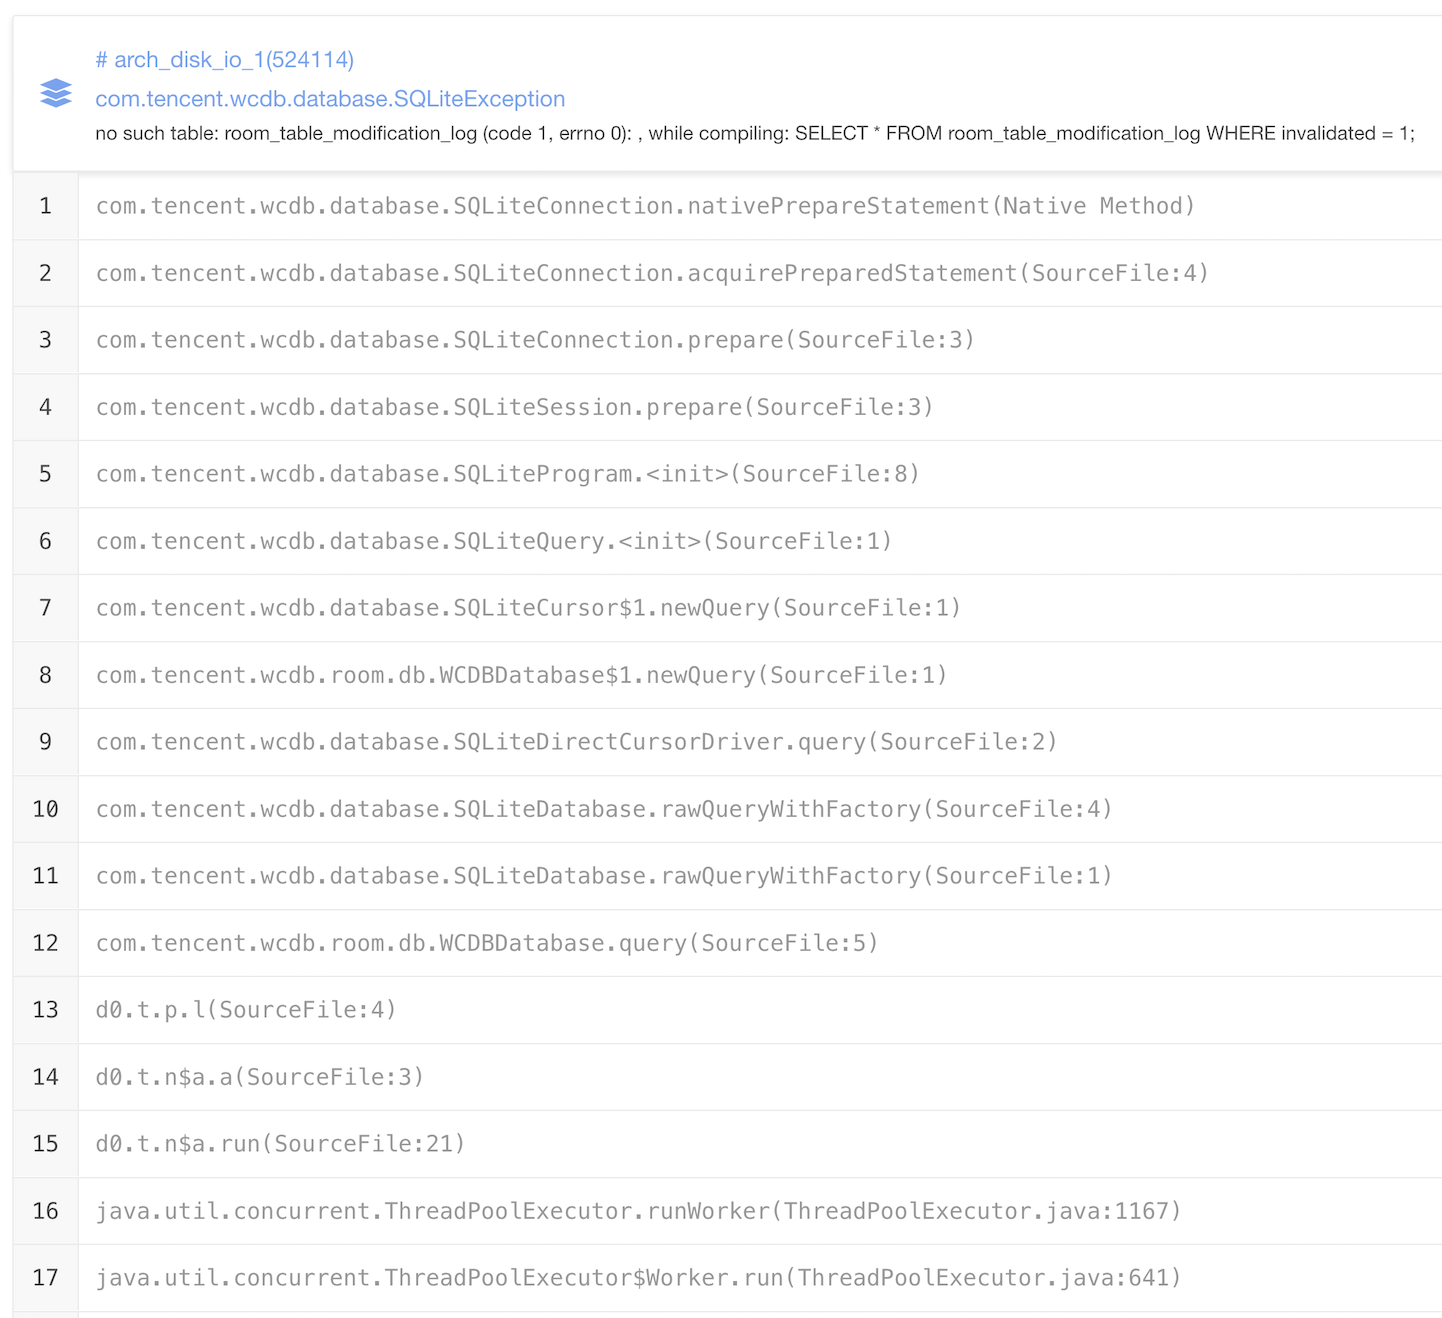 # arch_disk_io_1(524114)
com.tencent.wcdb.database.SQLiteException
no such table: room_table_modification_log (code 1, errno 0): , while compiling: SELECT * FROM room_table_modification_log WHERE invalidated = 1;
1 com.tencent.wcdb.database.SQLiteConnection.nativePrepareStatement(Native Method)
2 com.tencent.wcdb.database.SQLiteConnection.acquirePreparedStatement(SourceFile:4)
3 com.tencent.wcdb.database.SQLiteConnection.prepare(SourceFile:3)
4 com.tencent.wcdb.database.SQLiteSession.prepare(SourceFile:3)
5 com.tencent.wcdb.database.SQLiteProgram.<init>(SourceFile:8)
6 com.tencent.wcdb.database.SQLiteQuery.<init>(SourceFile:1)
7 com.tencent.wcdb.database.SQLiteCursor$1.newQuery(SourceFile:1)
8 com.tencent.wcdb.room.db.WCDBDatabase$1.newQuery(SourceFile:1)
9 com.tencent.wcdb.database.SQLiteDirectCursorDriver.query(SourceFile:2)
10 com.tencent.wcdb.database.SQLiteDatabase.rawQueryWithFactory(SourceFile:4)
11 com.tencent.wcdb.database.SQLiteDatabase.rawQueryWithFactory(SourceFile:1)
12 com.tencent.wcdb.room.db.WCDBDatabase.query(SourceFile:5)
13 d0.t.p.l(SourceFile:4)
14 d0.t.n$a.a(SourceFile:3)
15 d0.t.n$a.run(SourceFile:21)
16 java.util.concurrent.ThreadPoolExecutor.runWorker(ThreadPoolExecutor.java:1167)
17 java.util.concurrent.ThreadPoolExecutor$Worker.run(ThreadPoolExecutor.java:641)